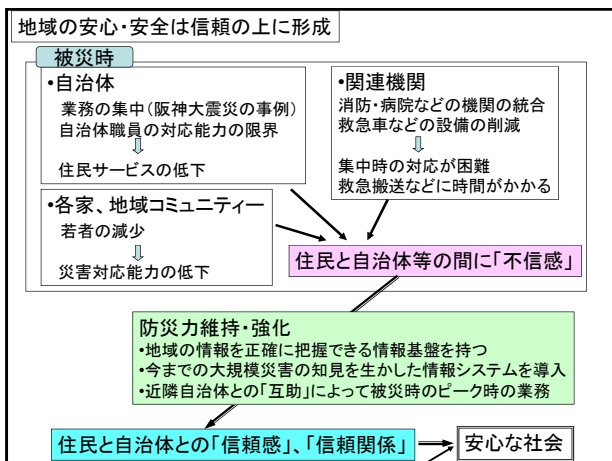 地域の安心・安全は信頼の上に形成
被災時
•自治体
業務の集中(阪神大震災の事例)
自治体職員の対応能力の限界
住民サービスの低下
•関連機関
消防・病院などの機関の統合
救急車などの設備の削減
集中時の対応が困難
救急搬送などに時間がかかる
•各家、地域コミュニティー
若者の減少
災害対応能力の低下
住民と自治体等の間に「不信感」
防災力維持・強化
•地域の情報を正確に把握できる情報基盤を持つ
•今までの大規模災害の知見を生かした情報システムを導入
•近隣自治体との「互助」によって被災時のピーク時の業務
住民と自治体との「信頼感」、「信頼関係」
安心な社会